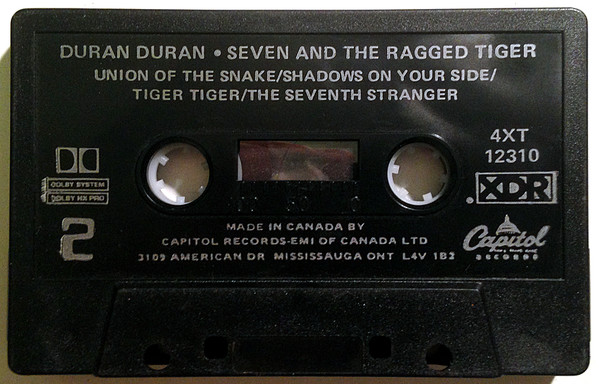 DURAN DURAN • SEVEN AND THE RAGGED TIGER
UNION OF THE SNAKE/SHADOWS ON YOUR SIDE/
TIGER TIGER/THE SEVENTH STRANGER
4XT
12310
DOLBY SYSTEM
DOLBY HX PRO
XDR
2
MADE IN CANADA BY
CAPITOL RECORDS-EMI OF CANADA LTD
3109 AMERICAN DR MISSISSAUGA ONT L4V 1B2
Capitol
RECORDS